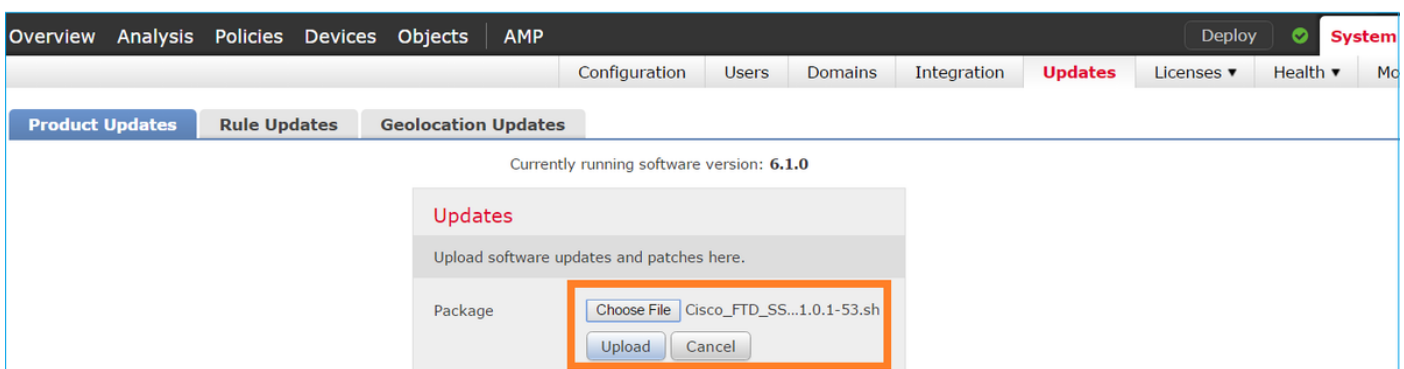 Overview Analysis Policies Devices Objects AMP Deploy System
Configuration Users Domains Integration Updates Licenses ▼ Health ▼ Mo
Product Updates Rule Updates Geolocation Updates
Currently running software version: 6.1.0
Updates
Upload software updates and patches here.
Package Choose File Cisco_FTD_SS...1.0.1-53.sh
Upload Cancel